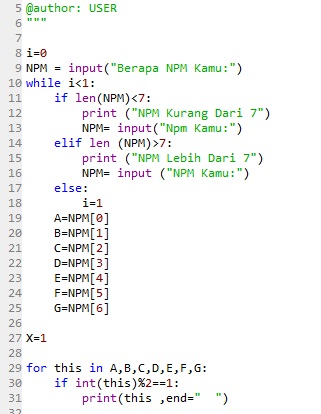 5 @author: USER
6 """
7
8 i=0
9 NPM = input("Berapa NPM Kamu:")
10 while i<1:
11     if len(NPM)<7:
12         print ("NPM Kurang Dari 7")
13         NPM= input("Npm Kamu:")
14     elif len (NPM)>7:
15         print ("NPM Lebih Dari 7")
16         NPM= input ("NPM Kamu:")
17     else:
18         i=1
19     A=NPM[0]
20     B=NPM[1]
21     C=NPM[2]
22     D=NPM[3]
23     E=NPM[4]
24     F=NPM[5]
25     G=NPM[6]
26
27 X=1
28
29 for this in A,B,C,D,E,F,G:
30     if int(this)%2==1:
31         print(this ,end="  ")
32